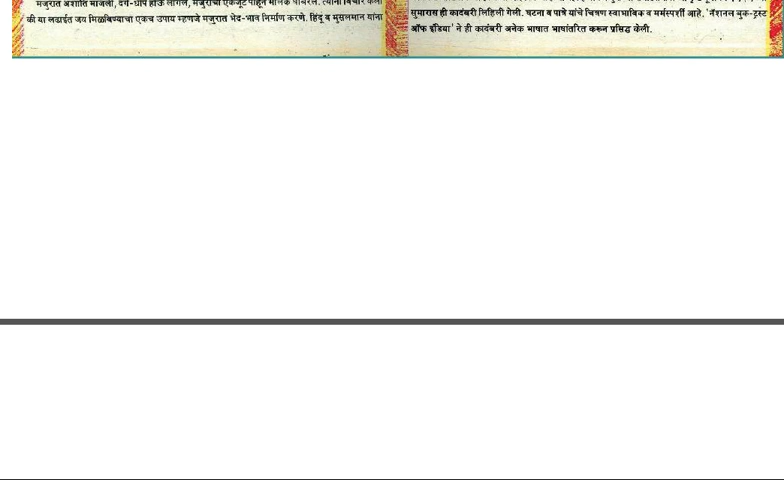 मजुरात अशांति माजली, दंगे-धोपे होऊ लागले, मजुरांची एकजूट पाहून मालक घाबरले. त्यांनी विचार केला
की या लढाईत जय मिळविण्याचा एकच उपाय म्हणजे मजुरात भेद-भाव निर्माण करणे. हिंदू व मुसलमान यांना
सुमारास ही कादंबरी लिहिली गेली. घटना व पात्रे यांचे चित्रण स्वाभाविक व मर्मस्पर्शी आहे. 'नॅशनल बुक-ट्रस्ट
ऑफ इंडिया' ने ही कादंबरी अनेक भाषात भाषांतरित करून प्रसिद्ध केली.